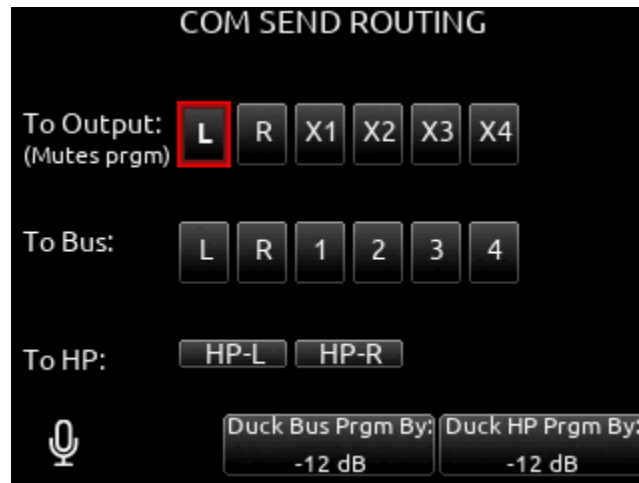 COM SEND ROUTING
To Output: L R X1 X2 X3 X4
(Mutes prgm)
To Bus: L R 1 2 3 4
To HP: HP-L HP-R
Duck Bus Prgm By: Duck HP Prgm By:
-12 dB -12 dB